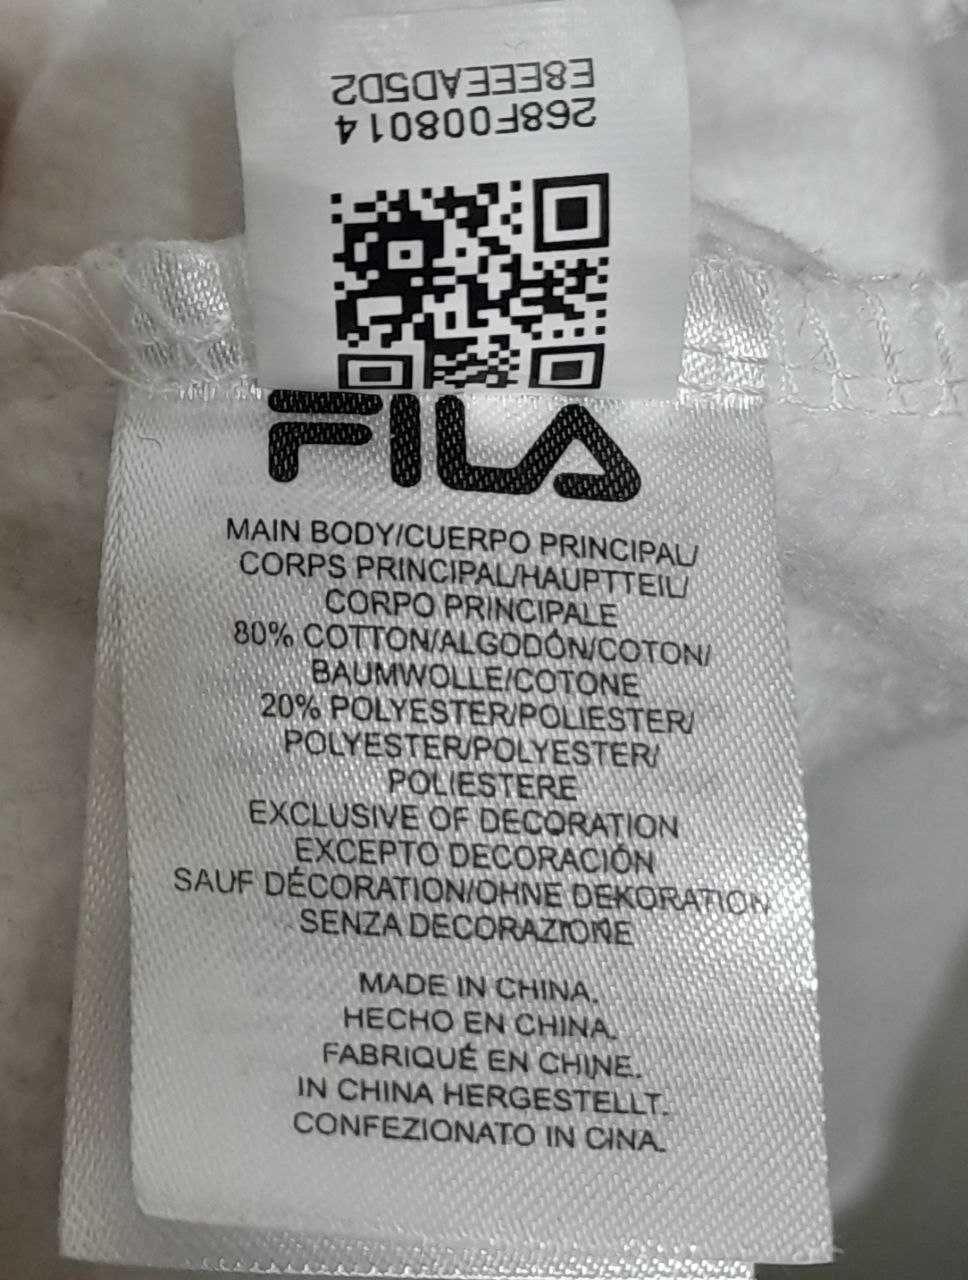 268F008014
E8EEEAD5D2
FILA
MAIN BODY/CUERPO PRINCIPAL/
CORPS PRINCIPAL/HAUPTTEIL/
CORPO PRINCIPALE
80% COTTON/ALGODÓN/COTON/
BAUMWOLLE/COTONE
20% POLYESTER/POLIESTER/
POLYESTER/POLYESTER/
POLIESTERE
EXCLUSIVE OF DECORATION
EXCEPTO DECORACIÓN
SAUF DÉCORATION/OHNE DEKORATION
SENZA DECORAZIONE
MADE IN CHINA.
HECHO EN CHINA.
FABRIQUÉ EN CHINE.
IN CHINA HERGESTELLT.
CONFEZIONATO IN CINA.